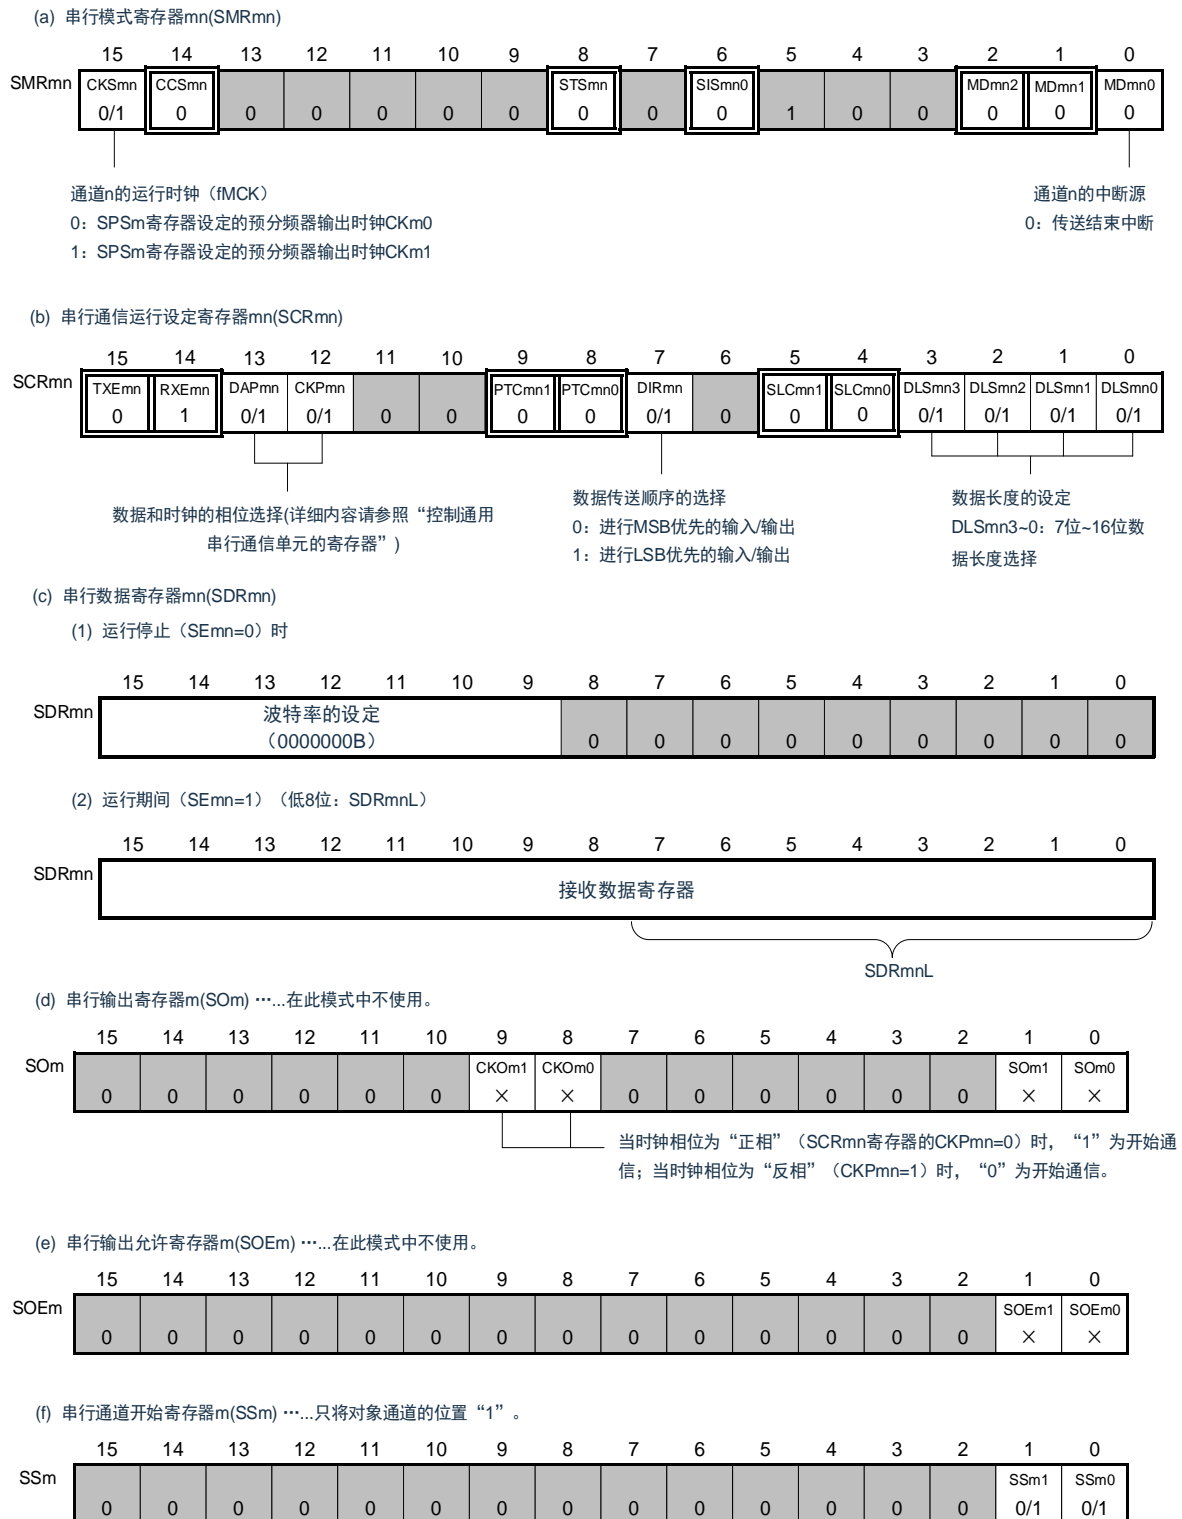 (a) 串行模式寄存器mn(SMRmn)
15 14 13 12 11 10 9 8 7 6 5 4 3 2 1 0
SMRmn CKSmn CCSmn STSmn SISmn0 MDmn2 MDmn1 MDmn0
0/1 0 0 0 0 0 0 0 0 0 1 0 0 0 0 0
通道n的运行时钟（fMCK） 通道n的中断源
0：SPSm寄存器设定的预分频器输出时钟CKm0 0：传送结束中断
1：SPSm寄存器设定的预分频器输出时钟CKm1
(b) 串行通信运行设定寄存器mn(SCRmn)
15 14 13 12 11 10 9 8 7 6 5 4 3 2 1 0
SCRmn TXEmn RXEmn DAPmn CKPmn PTCmn1 PTCmn0 DIRmn SLCmn1 SLCmn0 DLSmn3 DLSmn2 DLSmn1 DLSmn0
0 1 0/1 0/1 0 0 0 0 0/1 0 0 0 0/1 0/1 0/1 0/1
数据和时钟的相位选择(详细内容请参照“控制通用
串行通信单元的寄存器”)
数据传送顺序的选择
0：进行MSB优先的输入/输出
1：进行LSB优先的输入/输出
数据长度的设定
DLSmn3~0：7位~16位数
据长度选择
(c) 串行数据寄存器mn(SDRmn)
(1) 运行停止（SEmn=0）时
15 14 13 12 11 10 9 8 7 6 5 4 3 2 1 0
SDRmn 波特率的设定
（0000000B） 0 0 0 0 0 0 0 0 0
(2) 运行期间（SEmn=1）（低8位：SDRmnL）
15 14 13 12 11 10 9 8 7 6 5 4 3 2 1 0
SDRmn 接收数据寄存器
SDRmnL
(d) 串行输出寄存器m(SOm) …...在此模式中不使用。
15 14 13 12 11 10 9 8 7 6 5 4 3 2 1 0
SOm CKOm1 CKOm0 SOm1 SOm0
0 0 0 0 0 0 × × 0 0 0 0 0 0 × ×
当时钟相位为“正相”（SCRmn寄存器的CKPmn=0）时，“1”为开始通
信；当时钟相位为“反相”（CKPmn=1）时，“0”为开始通信。
(e) 串行输出允许寄存器m(SOEm) …...在此模式中不使用。
15 14 13 12 11 10 9 8 7 6 5 4 3 2 1 0
SOEm SOEm1 SOEm0
0 0 0 0 0 0 0 0 0 0 0 0 0 0 × ×
(f) 串行通道开始寄存器m(SSm) …...只将对象通道的位置“1”。
15 14 13 12 11 10 9 8 7 6 5 4 3 2 1 0
SSm SSm1 SSm0
0 0 0 0 0 0 0 0 0 0 0 0 0 0 0/1 0/1